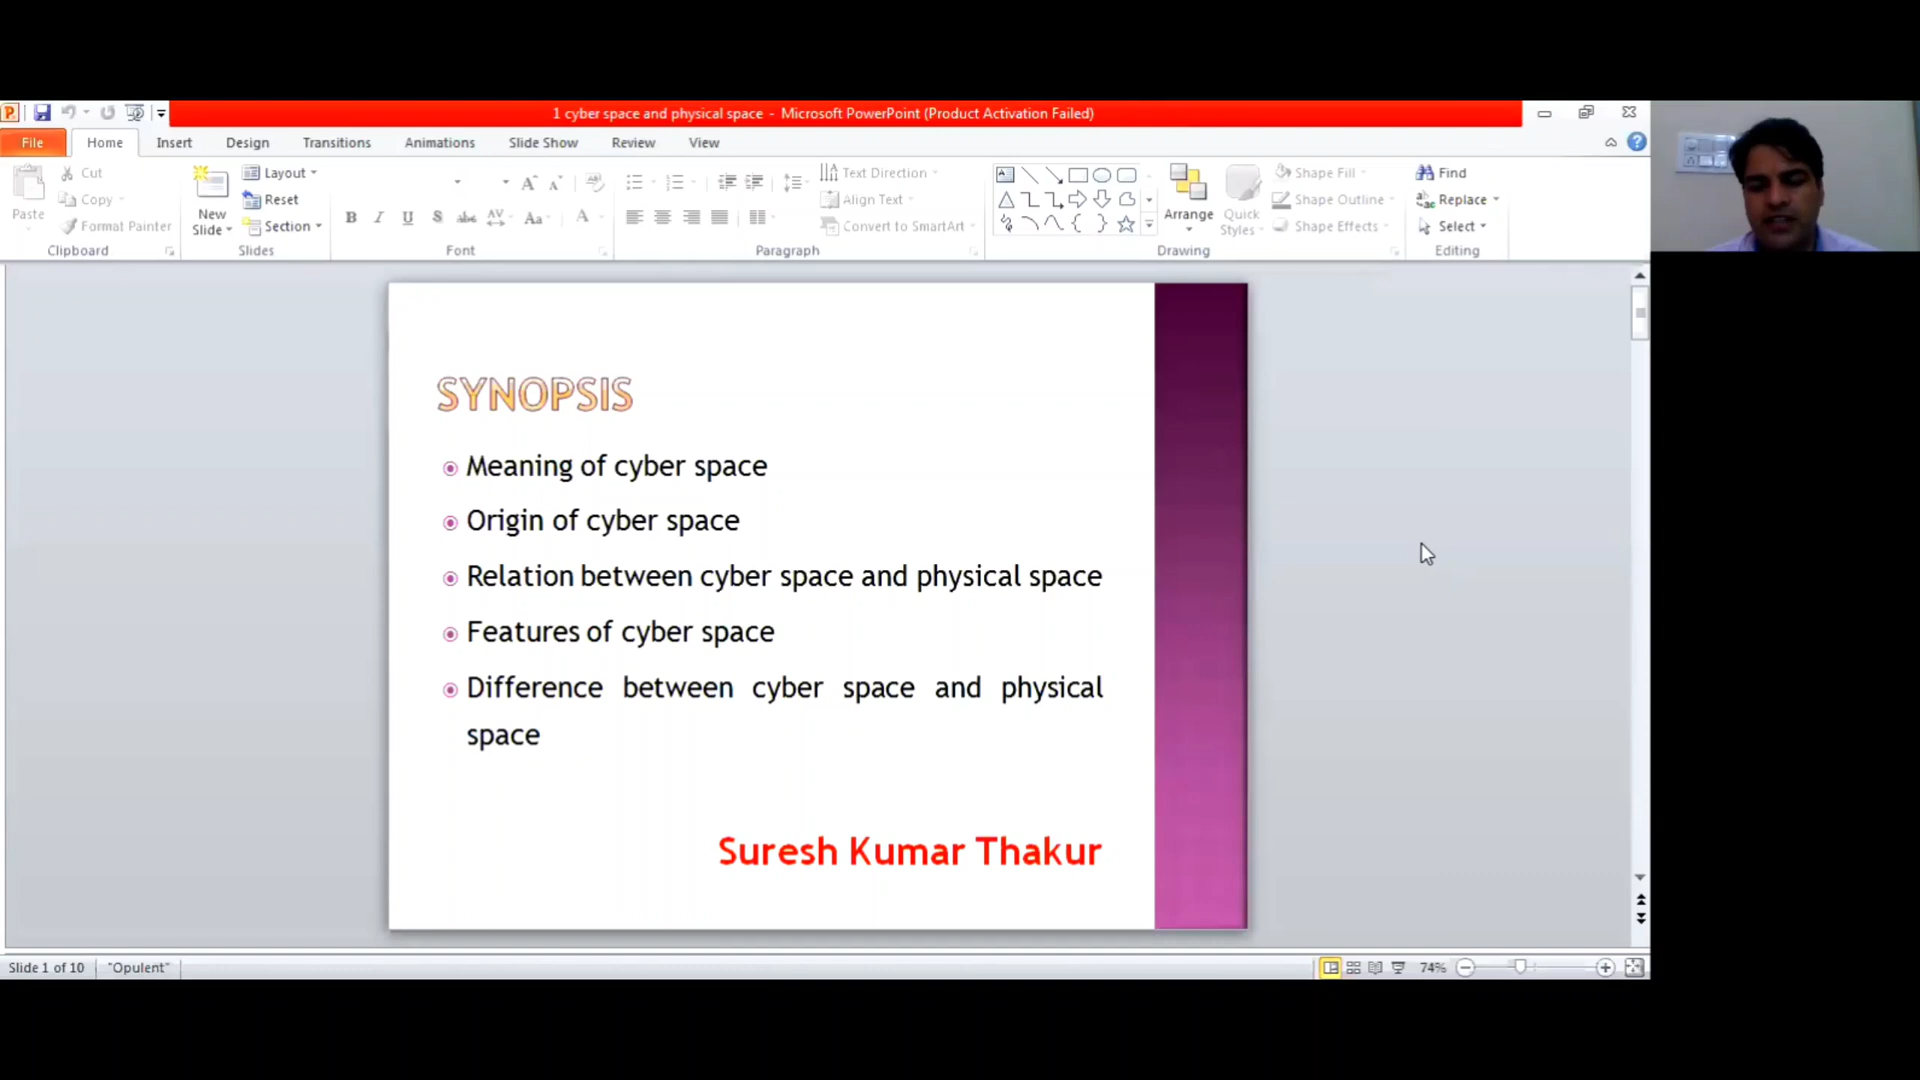 1 cyber space and physical space - Microsoft PowerPoint (Product Activation Failed)
File Home Insert Design Transitions Animations Slide Show Review View
Paste
Cut
Copy
Format Painter
Clipboard
New Slide
Layout
Reset
Section
Slides
Font
Text Direction
Align Text
Convert to SmartArt
Paragraph
Arrange
Quick Styles
Shape Fill
Shape Outline
Shape Effects
Drawing
Find
Replace
Select
Editing
SYNOPSIS
Meaning of cyber space
Origin of cyber space
Relation between cyber space and physical space
Features of cyber space
Difference between cyber space and physical
space
Suresh Kumar Thakur
Slide 1 of 10 "Opulent" 74%